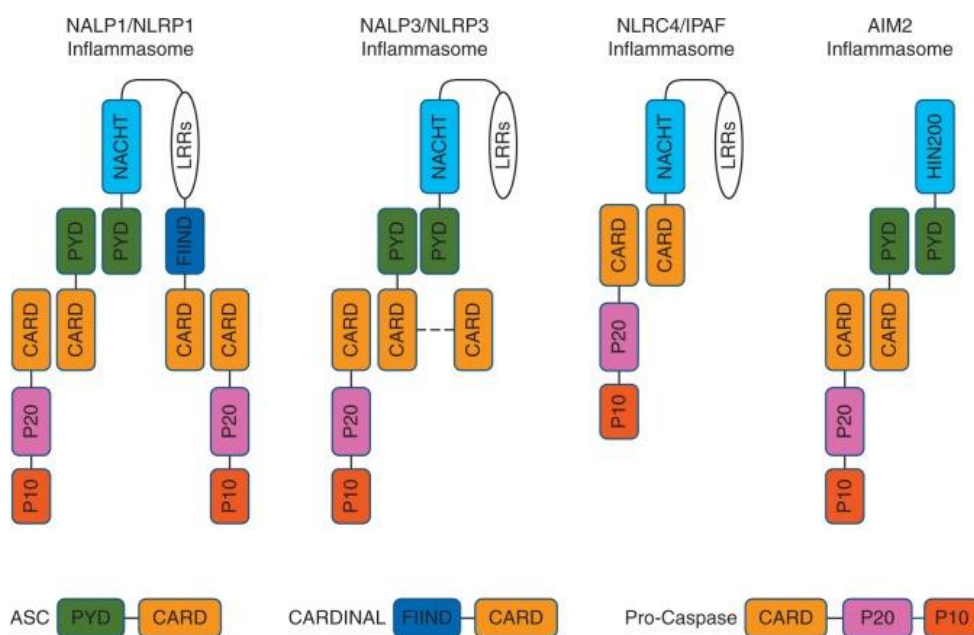 NALP1/NLRP1
Inflammasome
NALP3/NLRP3
Inflammasome
NLRC4/IPAF
Inflammasome
AIM2
Inflammasome
NACHT
LRRs
PYD
PYD
FIIND
CARD
CARD
CARD
CARD
P20
P20
P10
P10
NACHT
LRRs
PYD
PYD
CARD
CARD
CARD
P20
P10
NACHT
LRRs
CARD
CARD
P20
P10
HIN200
PYD
PYD
CARD
CARD
P20
P10
ASC PYD CARD
CARDINAL FIIND CARD
Pro-Caspase CARD P20 P10